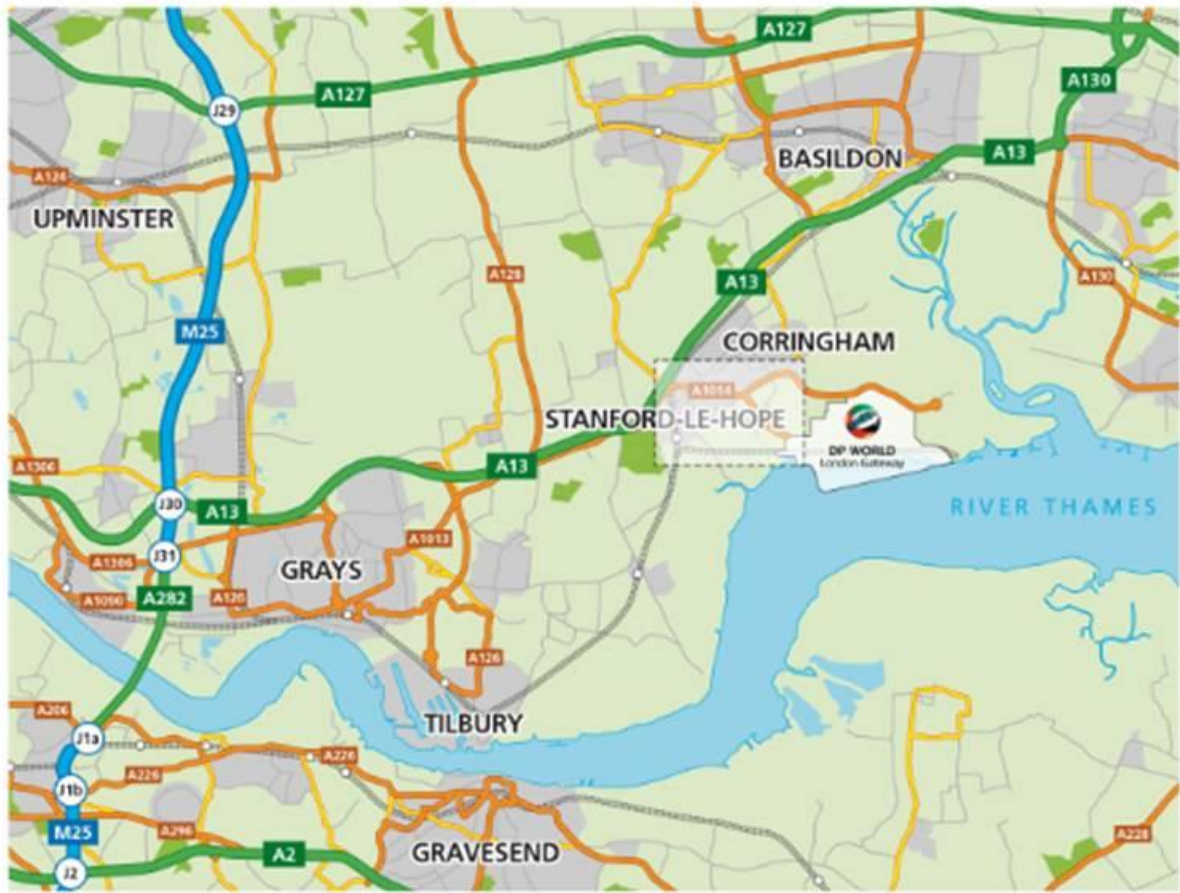 A127
A127
A130
J29
A13
BASILDON
A124
UPMINSTER
A128
A13
A130
M25
CORRINGHAM
A1014
STANFORD-LE-HOPE
DP WORLD
London Gateway
A1306
A13
J30
A13
RIVER THAMES
A1013
J31
A1306
GRAYS
A1090
A282
A126
A126
A206
TILBURY
J1a
A226
A226
J1b
M25
A296
A228
A2
GRAVESEND
J2